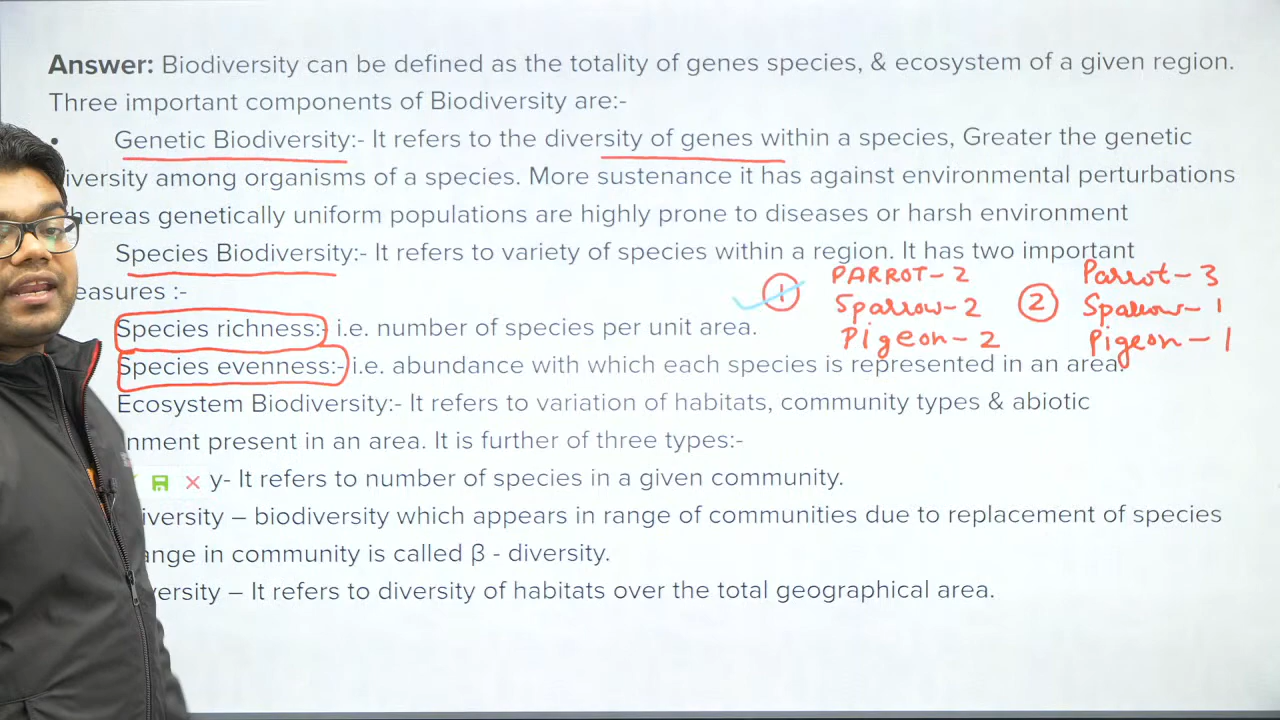 Answer: Biodiversity can be defined as the totality of genes species, & ecosystem of a given region.
Three important components of Biodiversity are:-
• Genetic Biodiversity:- It refers to the diversity of genes within a species, Greater the genetic
iversity among organisms of a species. More sustenance it has against environmental perturbations
hereas genetically uniform populations are highly prone to diseases or harsh environment
Species Biodiversity:- It refers to variety of species within a region. It has two important
easures :-
1 PARROT-2
Sparrow-2
Pigeon-2
2 Parrot-3
Sparrow-1
Pigeon-1
Species richness:- i.e. number of species per unit area.
Species evenness:- i.e. abundance with which each species is represented in an area.
Ecosystem Biodiversity:- It refers to variation of habitats, community types & abiotic
nment present in an area. It is further of three types:-
y- It refers to number of species in a given community.
iversity – biodiversity which appears in range of communities due to replacement of species
ange in community is called β - diversity.
versity – It refers to diversity of habitats over the total geographical area.